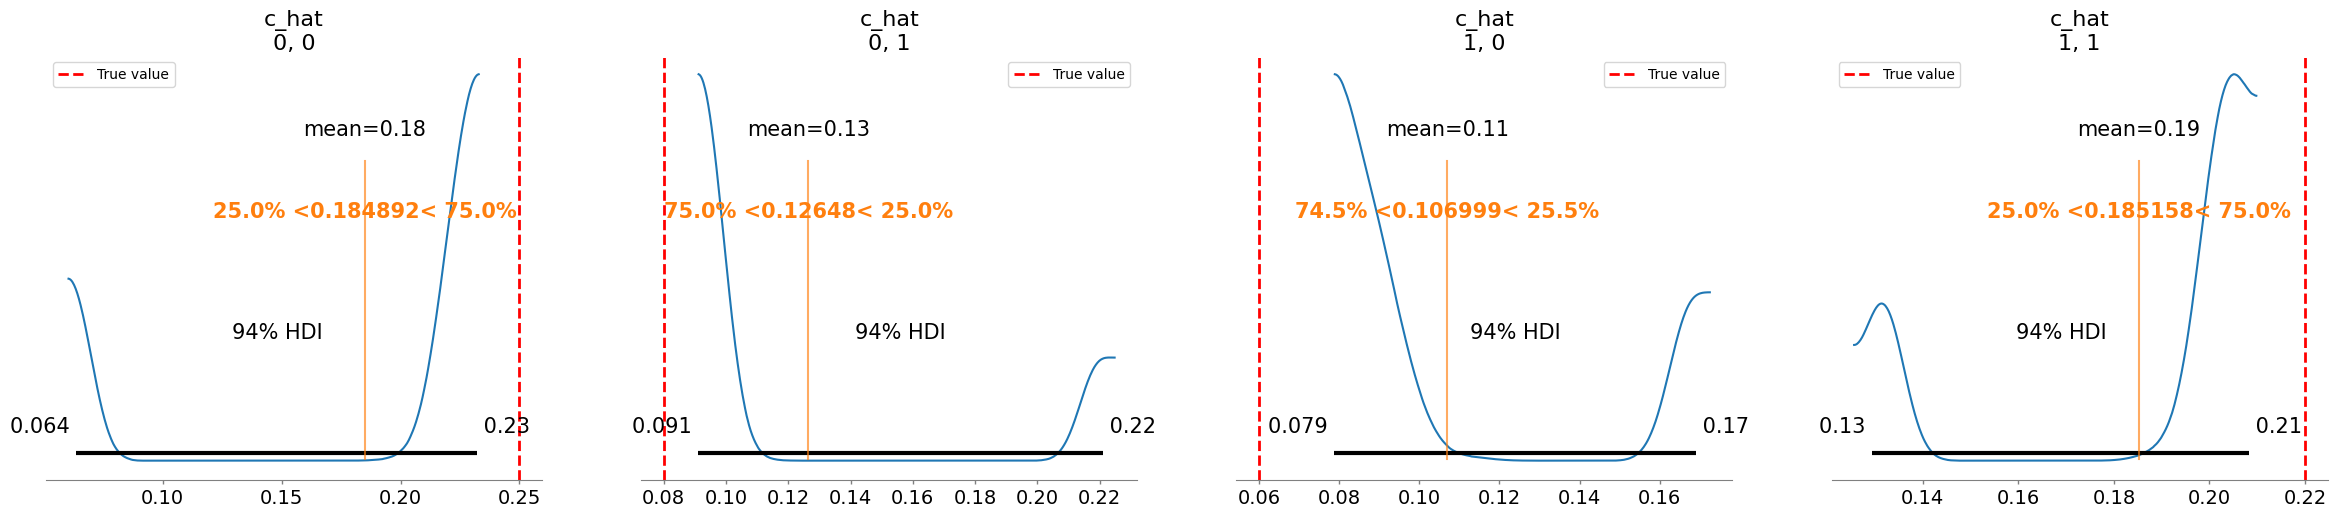 c_hat
0, 0
True value
mean=0.18
25.0% <0.184892< 75.0%
94% HDI
0.064
0.23
0.10
0.15
0.20
0.25
c_hat
0, 1
True value
mean=0.13
75.0% <0.12648< 25.0%
94% HDI
0.091
0.22
0.08
0.10
0.12
0.14
0.16
0.18
0.20
0.22
c_hat
1, 0
True value
mean=0.11
74.5% <0.106999< 25.5%
94% HDI
0.079
0.17
0.06
0.08
0.10
0.12
0.14
0.16
c_hat
1, 1
True value
mean=0.19
25.0% <0.185158< 75.0%
94% HDI
0.13
0.21
0.14
0.16
0.18
0.20
0.22